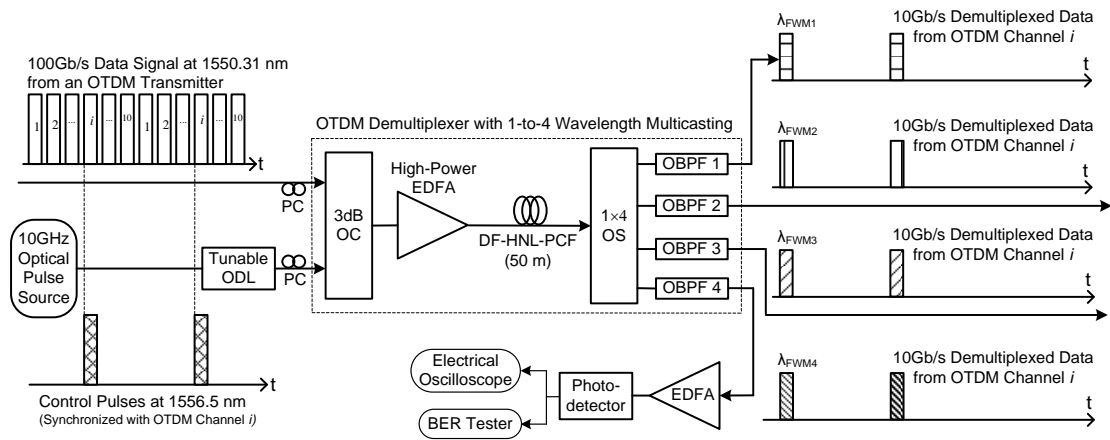 100Gb/s Data Signal at 1550.31 nm
from an OTDM Transmitter
1 2 ... i ... 10 1 2 ... i ... 10
t
PC
10GHz
Optical
Pulse
Source
Tunable
ODL
PC
t
Control Pulses at 1556.5 nm
(Synchronized with OTDM Channel i)
OTDM Demultiplexer with 1-to-4 Wavelength Multicasting
3dB
OC
High-Power
EDFA
DF-HNL-PCF
(50 m)
1×4
OS
OBPF 1
OBPF 2
OBPF 3
OBPF 4
Electrical
Oscilloscope
BER Tester
Photo-
detector
EDFA
λFWM1
10Gb/s Demultiplexed Data
from OTDM Channel i
t
λFWM2
10Gb/s Demultiplexed Data
from OTDM Channel i
t
λFWM3
10Gb/s Demultiplexed Data
from OTDM Channel i
t
λFWM4
10Gb/s Demultiplexed Data
from OTDM Channel i
t